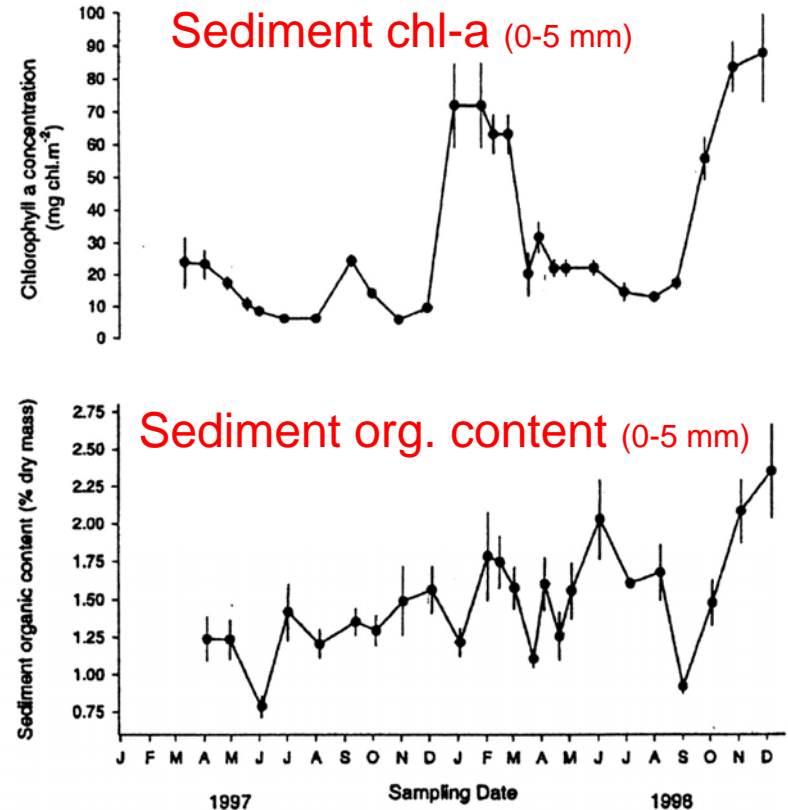 Sediment chl-a (0-5 mm)
Chlorophyll a concentration
(mg chl.m⁻²)
100
90
80
70
60
50
40
30
20
10
0
Sediment org. content (0-5 mm)
Sediment organic content (% dry mass)
2.75
2.50
2.25
2.00
1.75
1.50
1.25
1.00
0.75
J F M A M J J A S O N D J F M A M J J A S O N D
1997 Sampling Date 1998